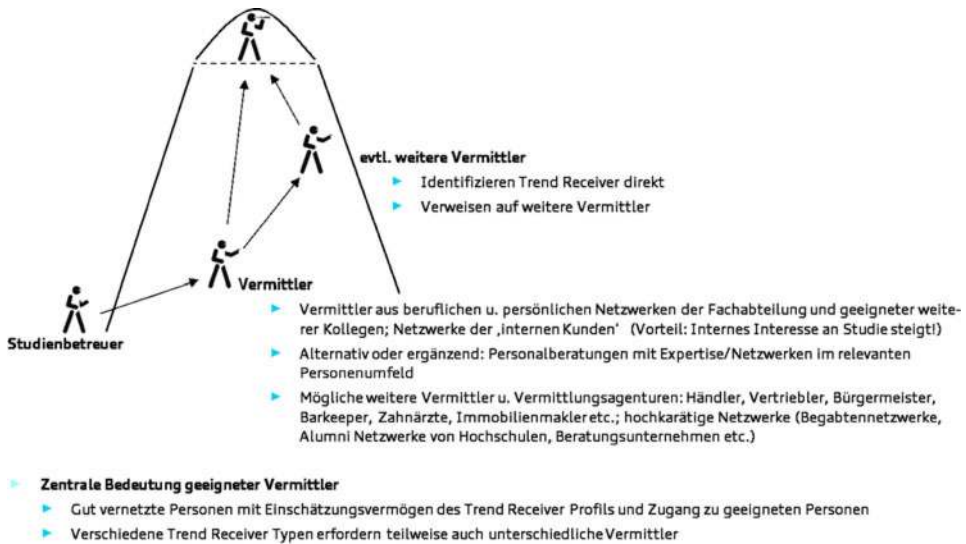 evtl. weitere Vermittler
Identifizieren Trend Receiver direkt
Verweisen auf weitere Vermittler
Vermittler
Vermittler aus beruflichen u. persönlichen Netzwerken der Fachabteilung und geeigneter weite-
rer Kollegen; Netzwerke der ‚internen Kunden‘ (Vorteil: Internes Interesse an Studie steigt!)
Studienbetreuer
Alternativ oder ergänzend: Personalberatungen mit Expertise/Netzwerken im relevanten
Personenumfeld
Mögliche weitere Vermittler u. Vermittlungsagenturen: Händler, Vertriebler, Bürgermeister,
Barkeeper, Zahnärzte, Immobilienmakler etc.; hochkarätige Netzwerke (Begabtennetzwerke,
Alumni Netzwerke von Hochschulen, Beratungsunternehmen etc.)
Zentrale Bedeutung geeigneter Vermittler
Gut vernetzte Personen mit Einschätzungsvermögen des Trend Receiver Profils und Zugang zu geeigneten Personen
Verschiedene Trend Receiver Typen erfordern teilweise auch unterschiedliche Vermittler